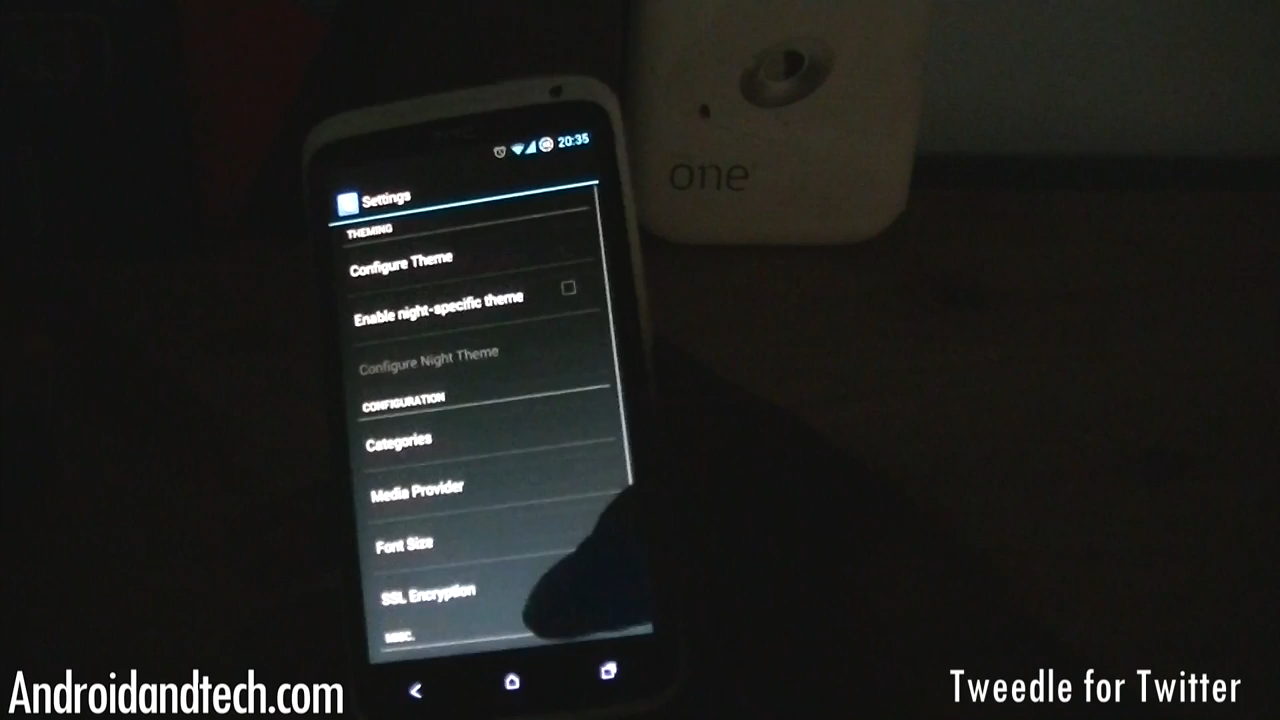 20:35
Settings
THEMING
Configure Theme
Enable night-specific theme
Configure Night Theme
CONFIGURATION
Categories
Media Provider
Font Size
SSL Encryption
MISC.
one
Androidandtech.com
Tweedle for Twitter